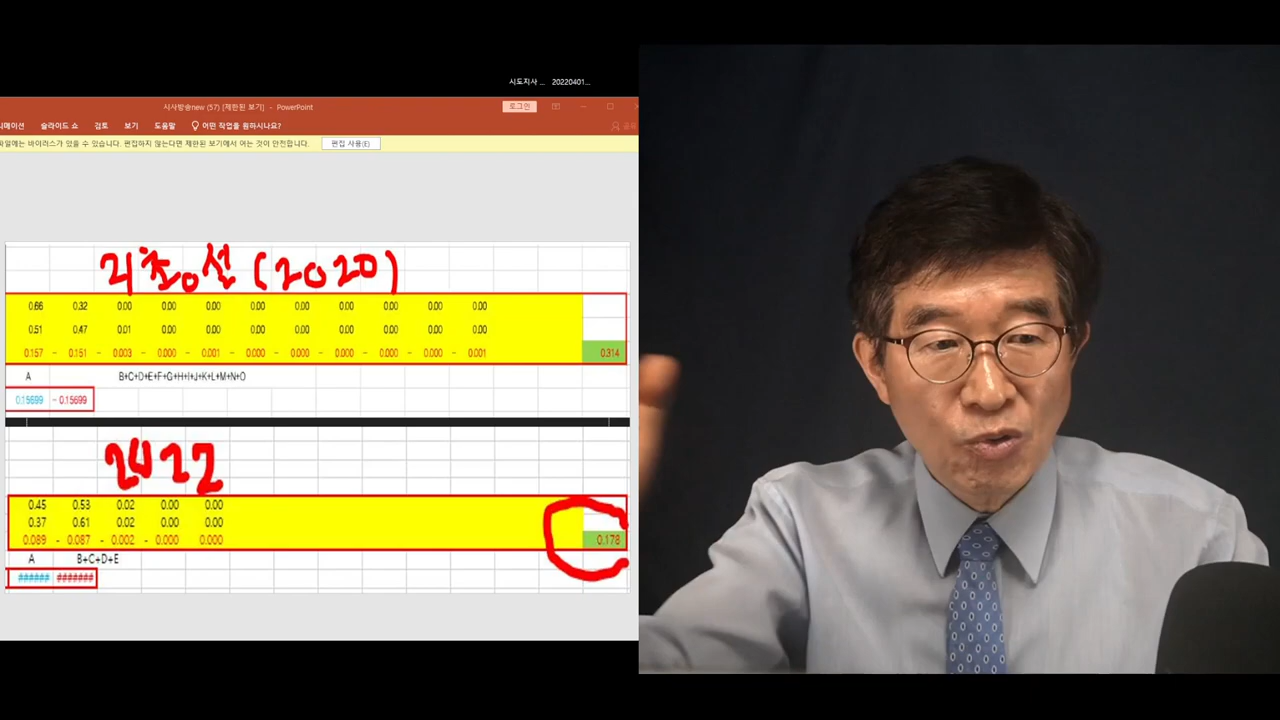 시도지사 ... 20220401...
시사방송new (57) [제한된 보기] - PowerPoint 로그인
니메이션 슬라이드 쇼 검토 보기 도움말 어떤 작업을 원하시나요? 공유
파일에는 바이러스가 있을 수 있습니다. 편집하지 않는다면 제한된 보기에서 여는 것이 안전합니다. 편집 사용(E)
(2020)
0.66 0.32 0.00 0.00 0.00 0.00 0.00 0.00 0.00 0.00 0.00
0.51 0.47 0.01 0.00 0.00 0.00 0.00 0.00 0.00 0.00 0.00
0.157 - 0.151 - 0.003 - 0.000 - 0.001 - 0.000 - 0.000 - 0.000 - 0.000 - 0.000 - 0.001 0.314
A B+C+D+E+F+G+H+I+J+K+L+M+N+O
0.15699 - 0.15699
2022
0.45 0.53 0.02 0.00 0.00
0.37 0.61 0.02 0.00 0.00
0.089 - 0.087 - 0.002 - 0.000 0.000 0.178
A B+C+D+E
###### #######